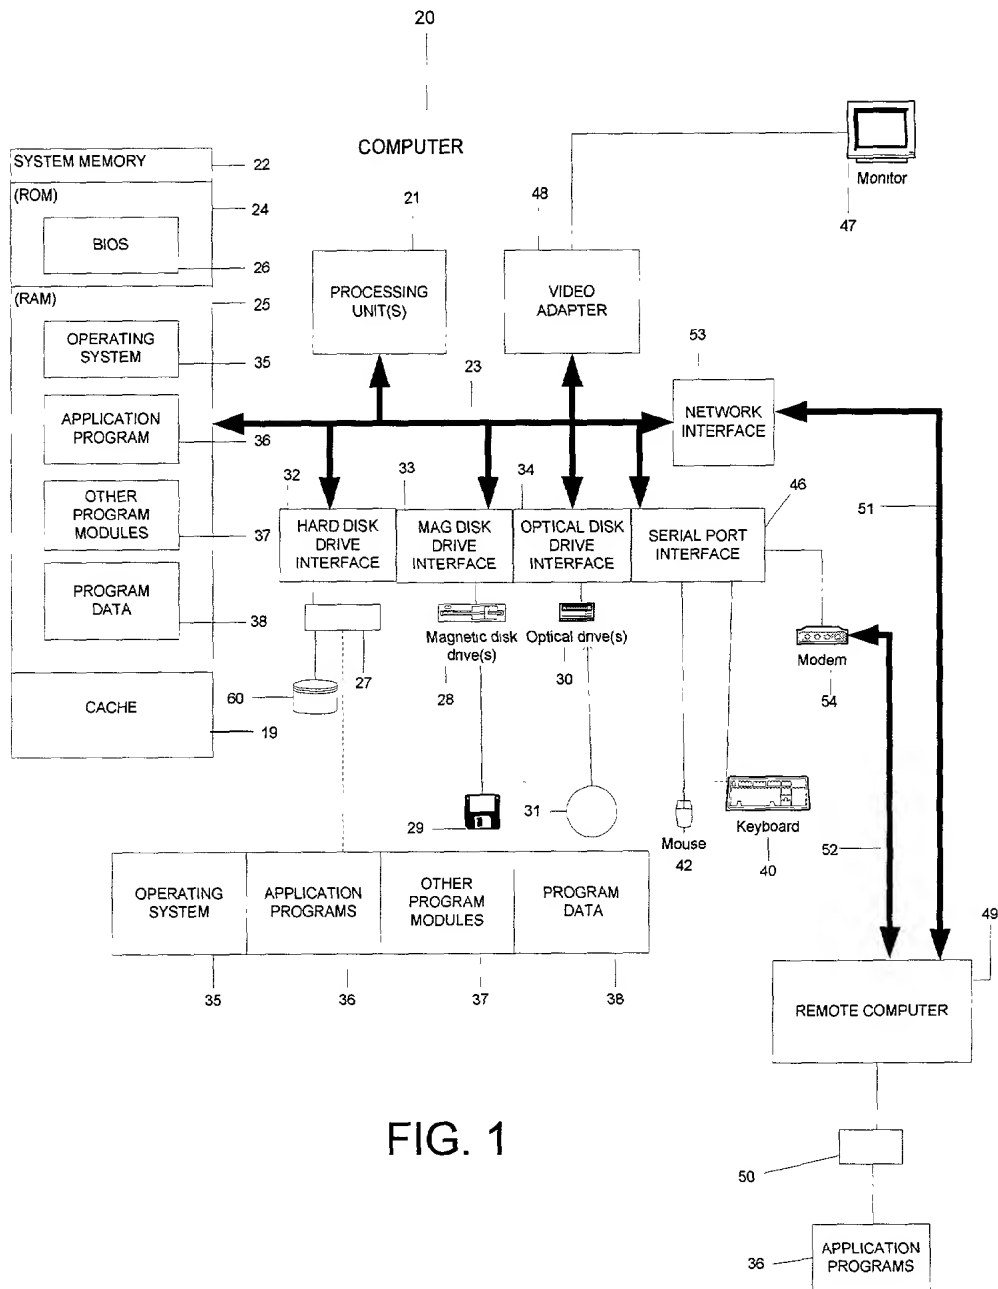 20
COMPUTER
Monitor
47
SYSTEM MEMORY
22
(ROM)
24
BIOS
26
(RAM)
25
OPERATING
SYSTEM
35
APPLICATION
PROGRAM
36
OTHER
PROGRAM
MODULES
37
PROGRAM
DATA
38
CACHE
19
21
PROCESSING
UNIT(S)
48
VIDEO
ADAPTER
23
53
NETWORK
INTERFACE
32
HARD DISK
DRIVE
INTERFACE
33
MAG DISK
DRIVE
INTERFACE
34
OPTICAL DISK
DRIVE
INTERFACE
46
SERIAL PORT
INTERFACE
51
60
27
Magnetic disk
drive(s)
28
Optical drive(s)
30
Modem
54
29
31
Mouse
42
Keyboard
40
52
OPERATING
SYSTEM
APPLICATION
PROGRAMS
OTHER
PROGRAM
MODULES
PROGRAM
DATA
35
36
37
38
49
REMOTE COMPUTER
50
36
APPLICATION
PROGRAMS
FIG. 1